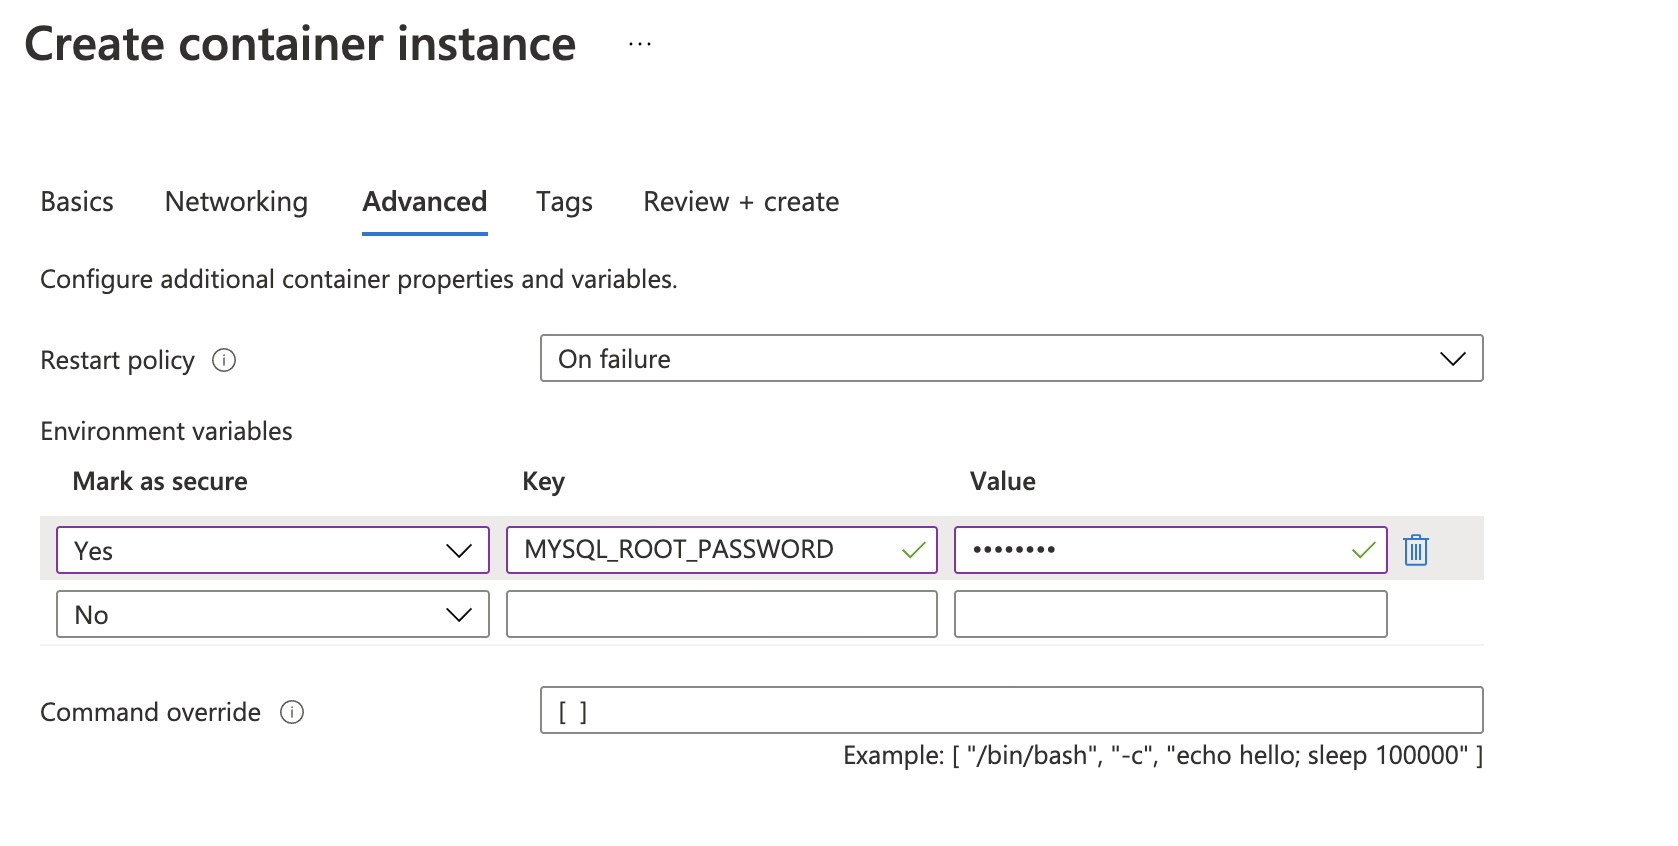 Create container instance ...
Basics Networking Advanced Tags Review + create
Configure additional container properties and variables.
Restart policy On failure
Environment variables
Mark as secure Key Value
Yes MYSQL_ROOT_PASSWORD ••••••••
No
Command override [ ]
Example: [ "/bin/bash", "-c", "echo hello; sleep 100000" ]